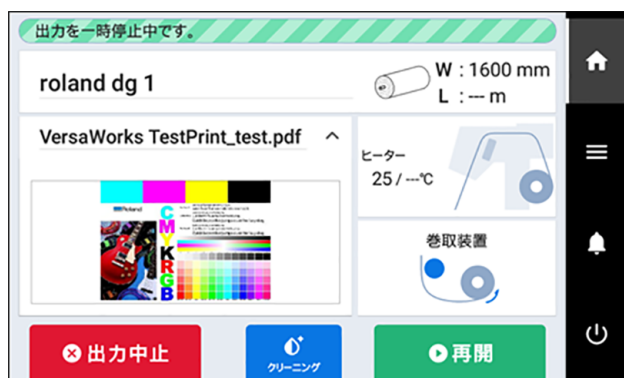 出力を一時停止中です。
roland dg 1
W : 1600 mm
L : --- m
VersaWorks TestPrint_test.pdf
ヒーター
25 / ---℃
Roland
CMYKRGB
巻取装置
出力中止
クリーニング
再開